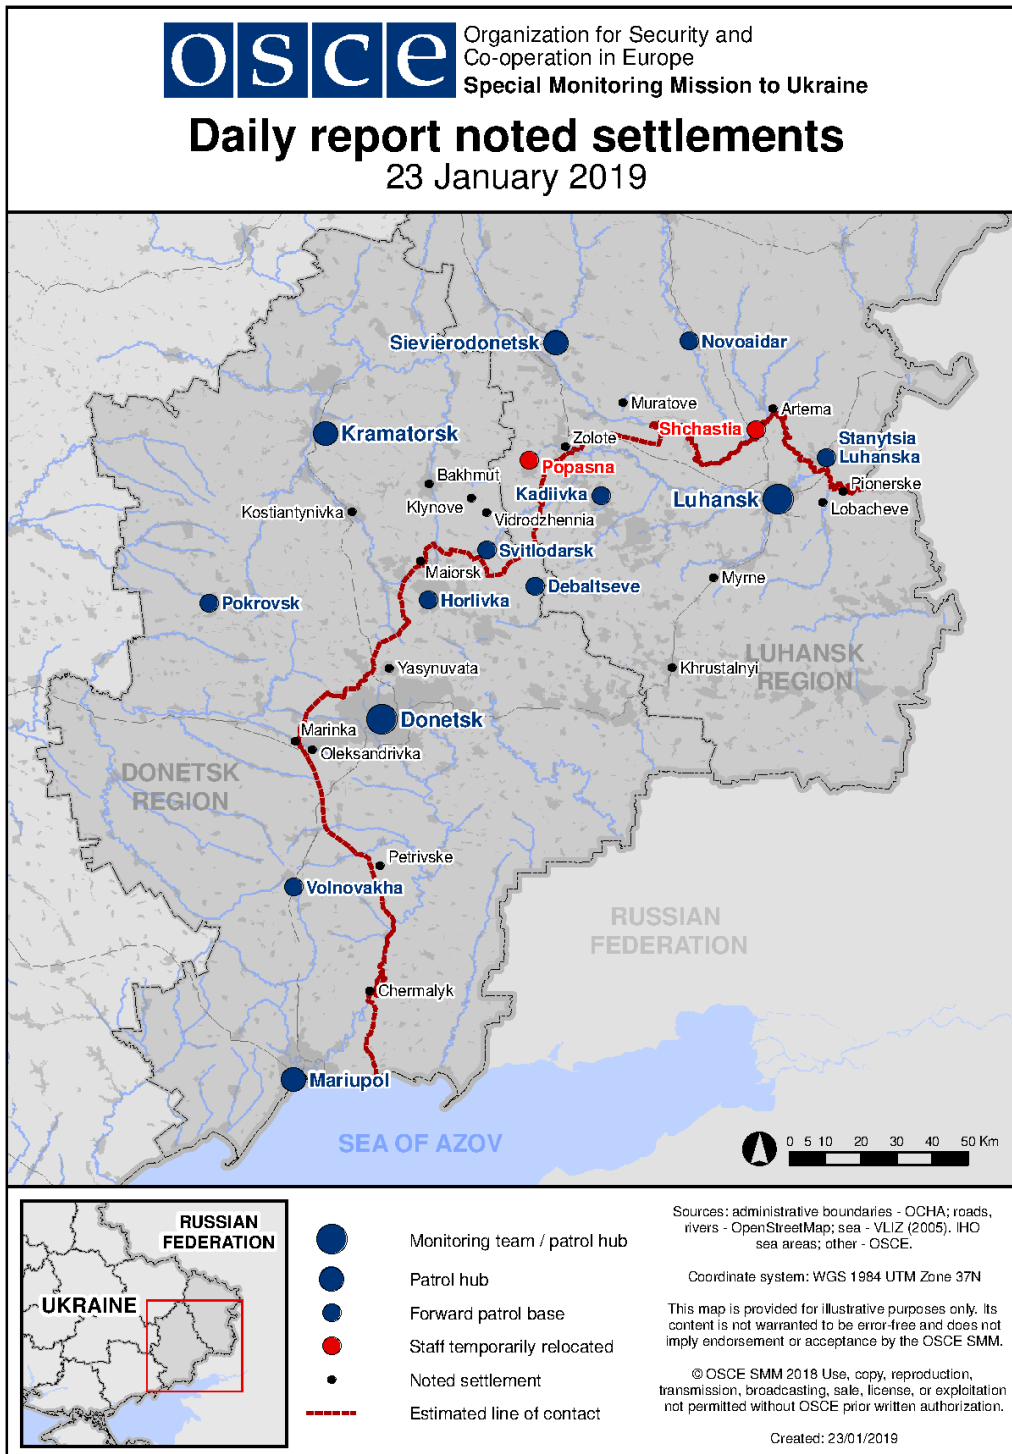 osce
Organization for Security and
Co-operation in Europe
Special Monitoring Mission to Ukraine
Daily report noted settlements
23 January 2019
Sievierodonetsk
Novoaidar
Muratove
Artema
Shchastia
Kramatorsk
Zolote
Stanytsia
Luhanska
Popasna
Bakhmut
Kadiivka
Luhansk
Pionerske
Klynove
Lobacheve
Kostiantynivka
Vidrodzhennia
Svitlodarsk
Maiorsk
Myrne
Debaltseve
Pokrovsk
Horlivka
LUHANSK
REGION
Yasynuvata
Khrustalnyi
Donetsk
Marinka
Oleksandrivka
DONETSK
REGION
Petrivske
Volnovakha
RUSSIAN
FEDERATION
Chermalyk
Mariupol
SEA OF AZOV
0 5 10 20 30 40 50 Km
RUSSIAN
FEDERATION
UKRAINE
Monitoring team / patrol hub
Patrol hub
Forward patrol base
Staff temporarily relocated
Noted settlement
Estimated line of contact
Sources: administrative boundaries - OCHA; roads,
rivers - OpenStreetMap; sea - VLIZ (2005). IHO
sea areas; other - OSCE.
Coordinate system: WGS 1984 UTM Zone 37N
This map is provided for illustrative purposes only. Its
content is not warranted to be error-free and does not
imply endorsement or acceptance by the OSCE SMM.
© OSCE SMM 2018 Use, copy, reproduction,
transmission, broadcasting, sale, license, or exploitation
not permitted without OSCE prior written authorization.
Created: 23/01/2019